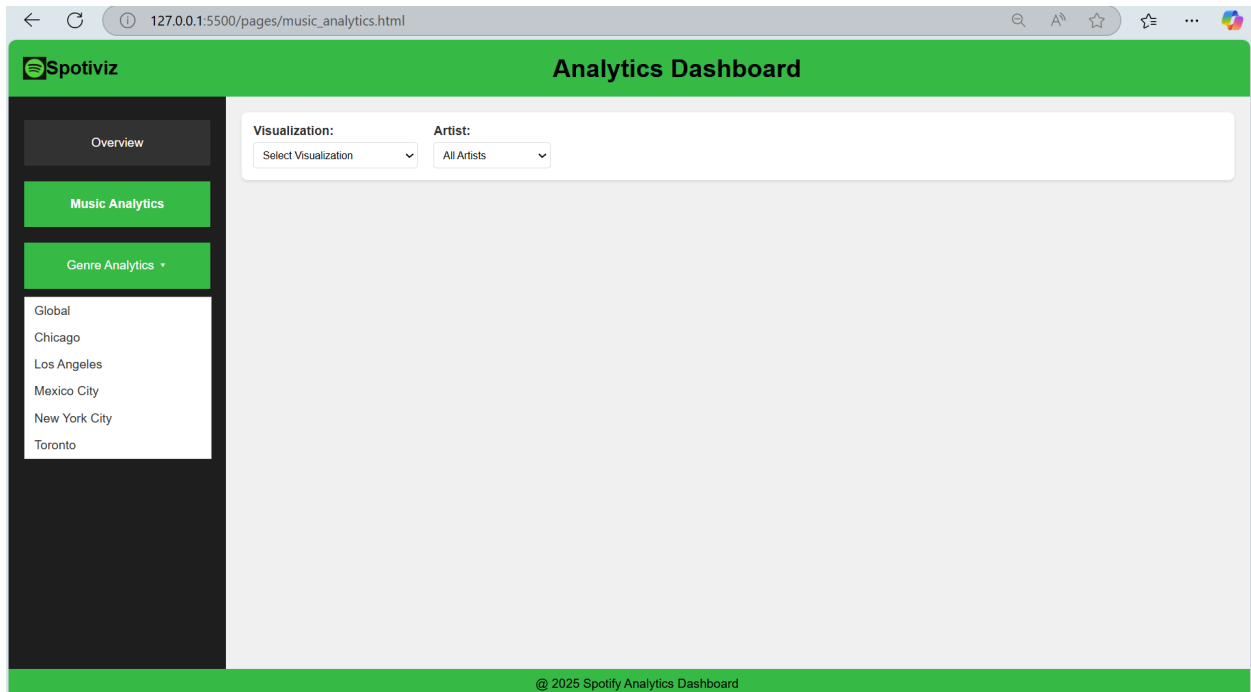 127.0.0.1:5500/pages/music_analytics.html
Spotiviz
Analytics Dashboard
Overview
Music Analytics
Genre Analytics
Global
Chicago
Los Angeles
Mexico City
New York City
Toronto
Visualization: Artist:
Select Visualization All Artists
@ 2025 Spotify Analytics Dashboard